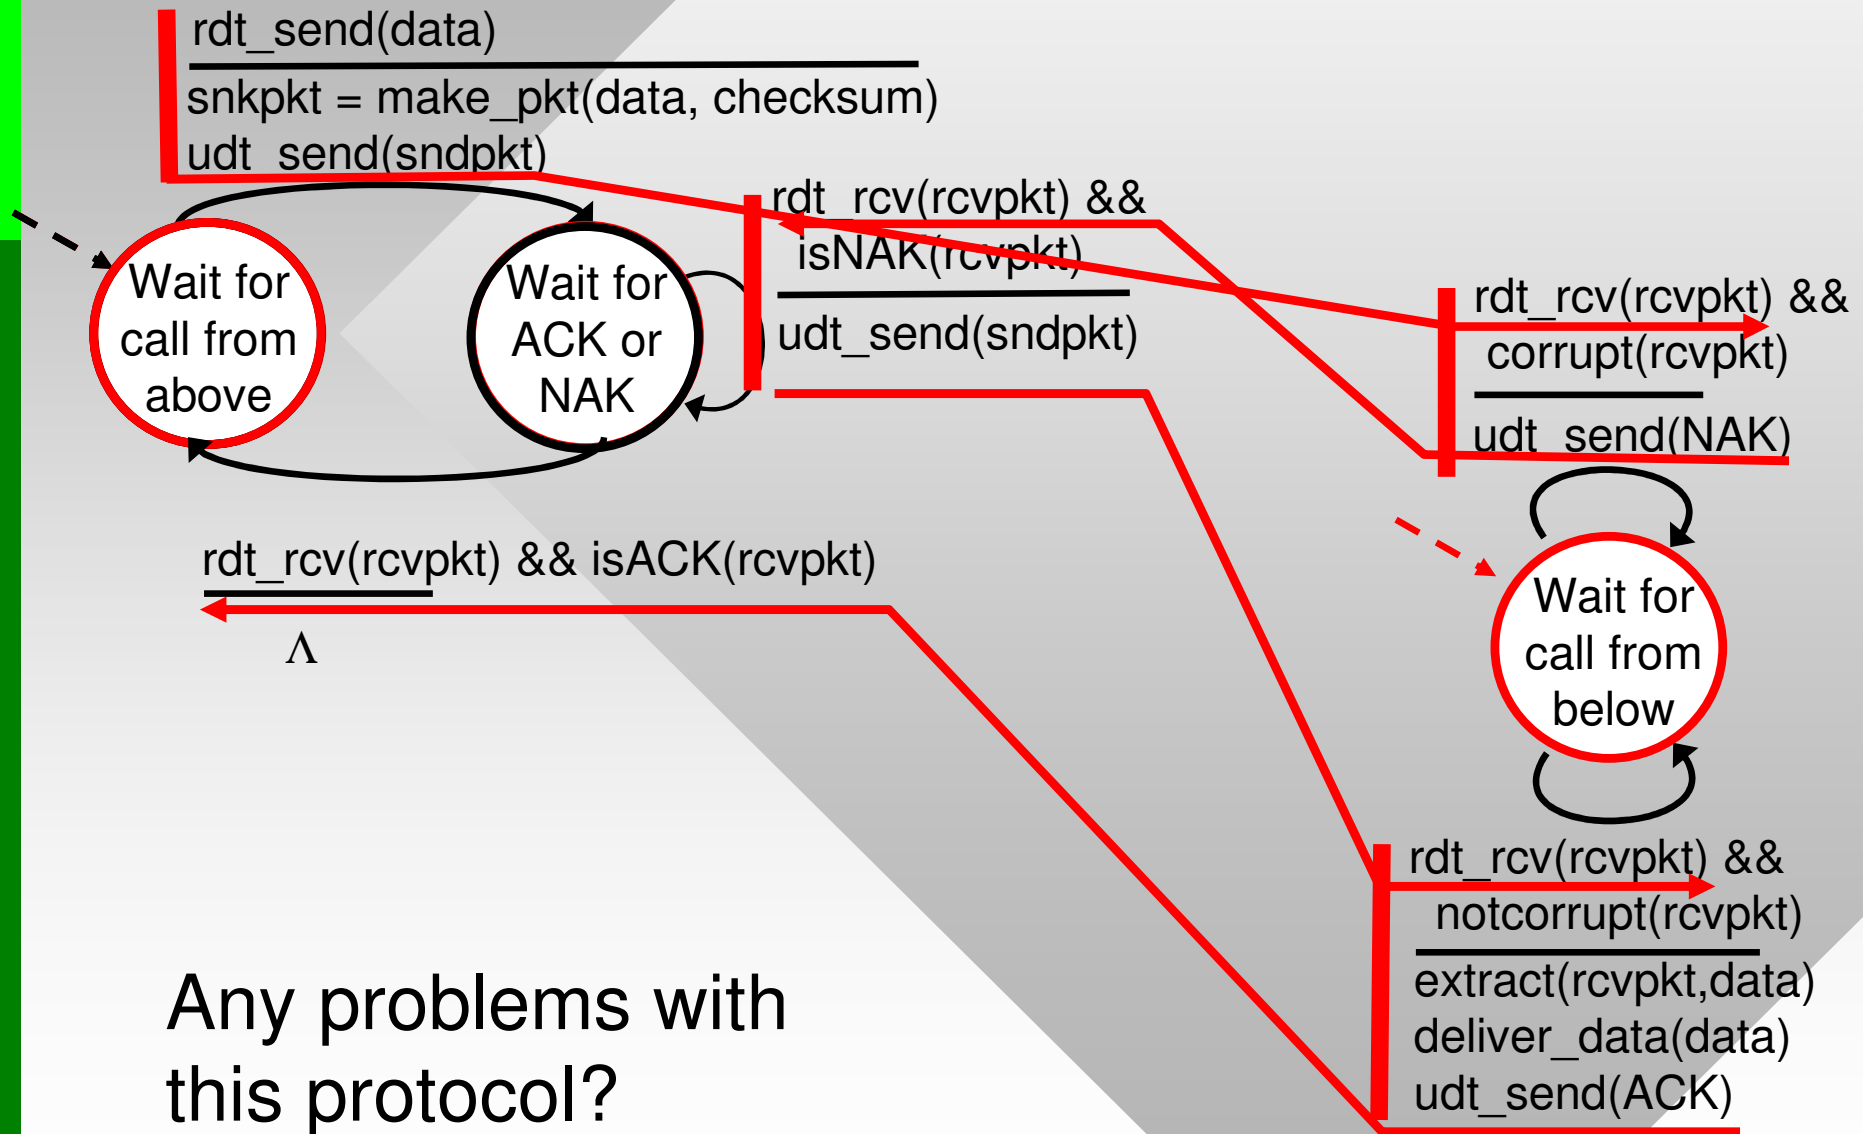 rdt_send(data)
snkpkt = make_pkt(data, checksum)
udt_send(sndpkt)
rdt_rcv(rcvpkt) &&
isNAK(rcvpkt)
udt_send(sndpkt)
Wait for
call from
above
Wait for
ACK or
NAK
rdt_rcv(rcvpkt) && isACK(rcvpkt)
Λ
rdt_rcv(rcvpkt) &&
corrupt(rcvpkt)
udt_send(NAK)
Wait for
call from
below
rdt_rcv(rcvpkt) &&
notcorrupt(rcvpkt)
extract(rcvpkt,data)
deliver_data(data)
udt_send(ACK)
Any problems with
this protocol?